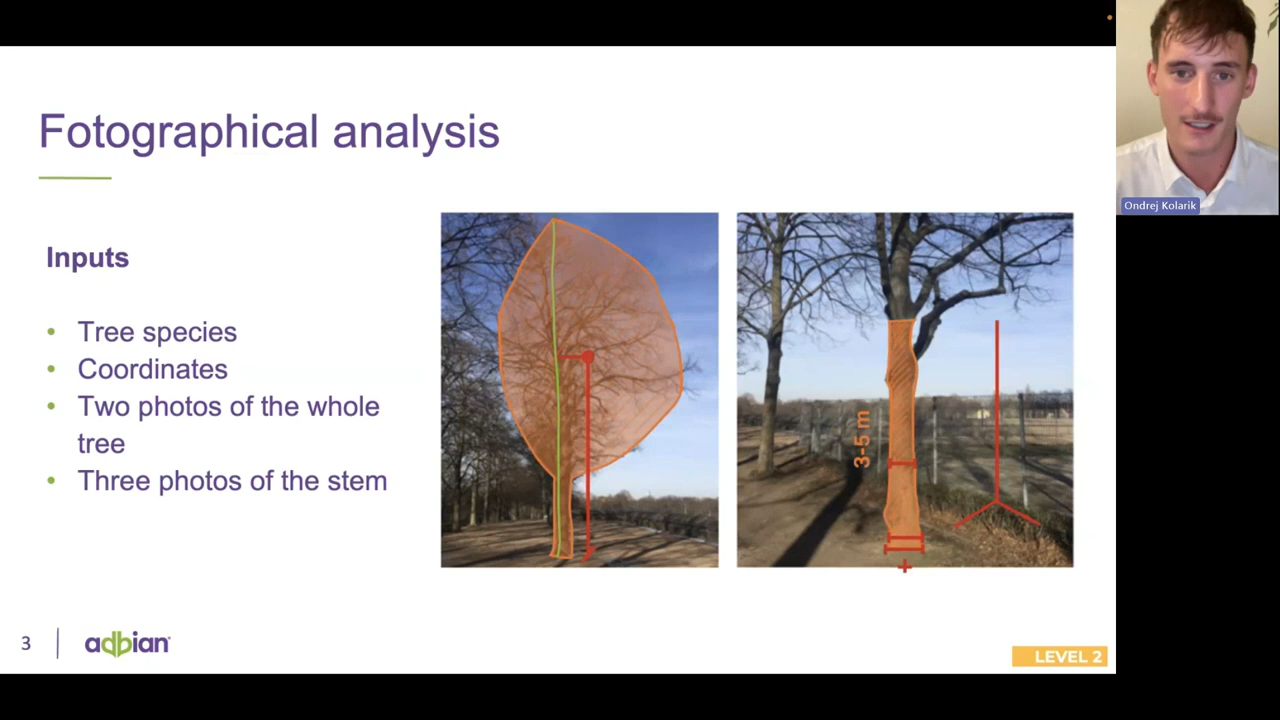 Fotographical analysis
Inputs
• Tree species
• Coordinates
• Two photos of the whole
tree
• Three photos of the stem
3-5 m
+
3
adbian®
LEVEL 2
Ondrej Kolarik